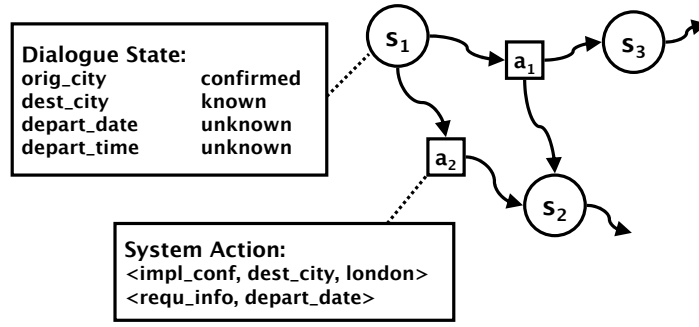 Dialogue State:
orig_city confirmed
dest_city known
depart_date unknown
depart_time unknown
s1
a1
s3
a2
s2
System Action:
<impl_conf, dest_city, london>
<requ_info, depart_date>